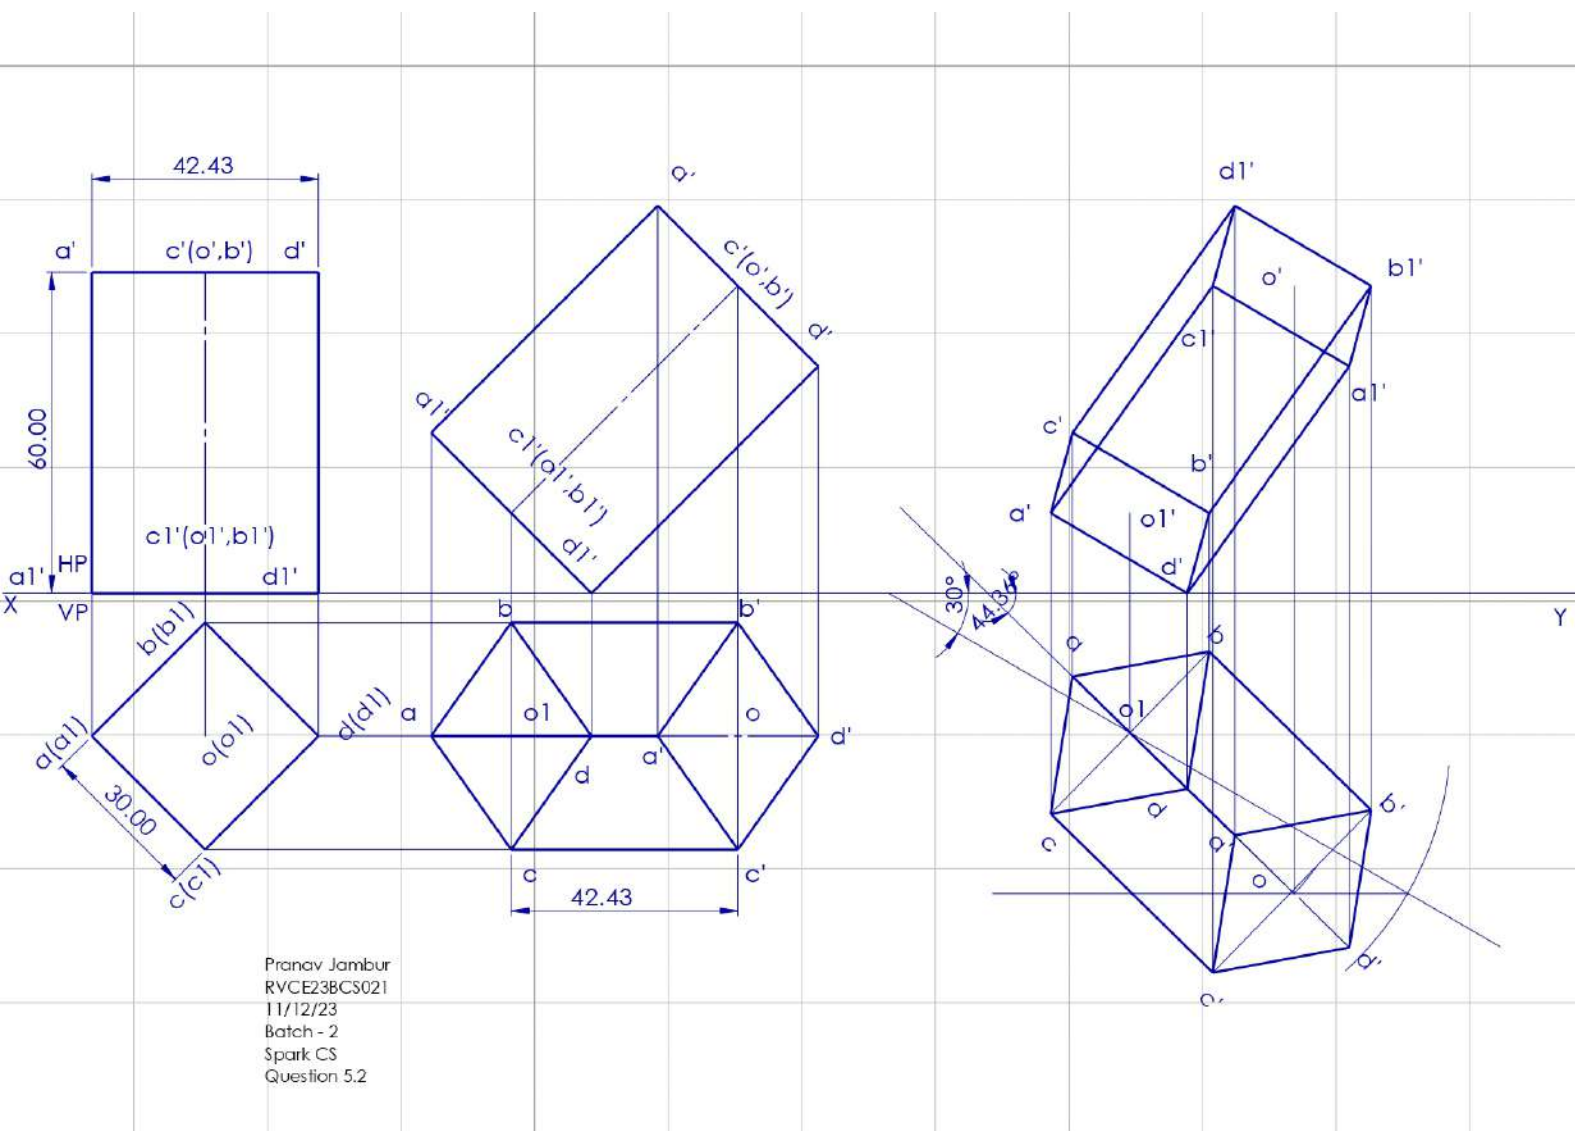 42.43
a'
c'(o',b')
d'
60.00
c1'(o1',b1')
HP
a1'
d1'
X
VP
b(b1)
a(a1)
o(o1)
d(d1)
30.00
c(c1)
a'
c'(o',b')
d'
a1'
c1'(o1',b1')
d1'
b
b'
a
o1
o
d'
a'
d
c
c'
42.43
d1'
b1'
o'
c1'
a1'
c'
b'
a'
o1'
d'
30°
44.36°
Y
a
b
o1
d
c
b'
a'
o
d'
c'
Pranav Jambur
RVCE23BCS021
11/12/23
Batch - 2
Spark CS
Question 5.2